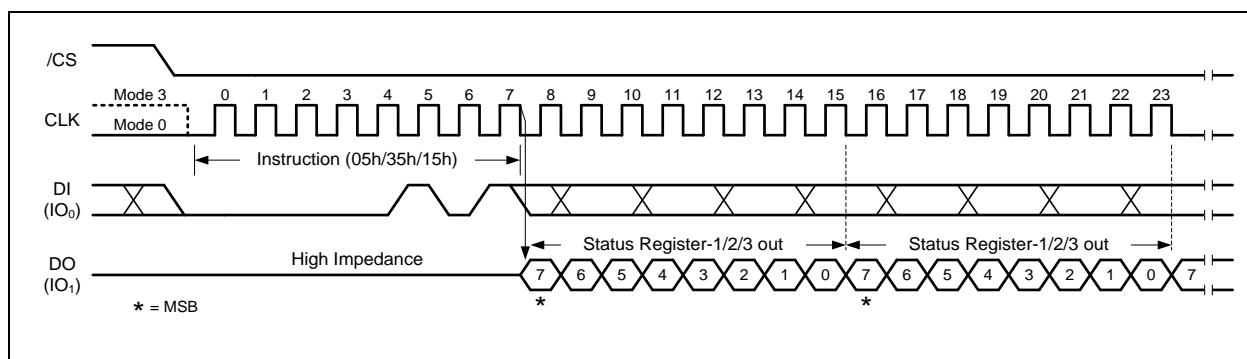 /CS
Mode 3
CLK
Mode 0
0 1 2 3 4 5 6 7 8 9 10 11 12 13 14 15 16 17 18 19 20 21 22 23
Instruction (05h/35h/15h)
DI
(IO₀)
Status Register-1/2/3 out Status Register-1/2/3 out
High Impedance
DO
(IO₁)
7 6 5 4 3 2 1 0 7 6 5 4 3 2 1 0 7
* *
* = MSB